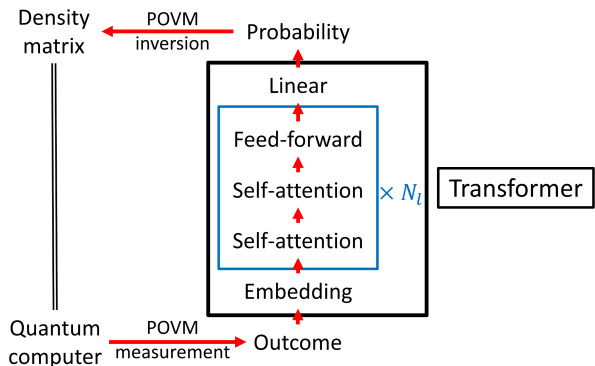 Density
matrix
POVM
inversion
Probability
Linear
Feed-forward
Self-attention
× N_l
Transformer
Self-attention
Embedding
Quantum
computer
POVM
measurement
Outcome